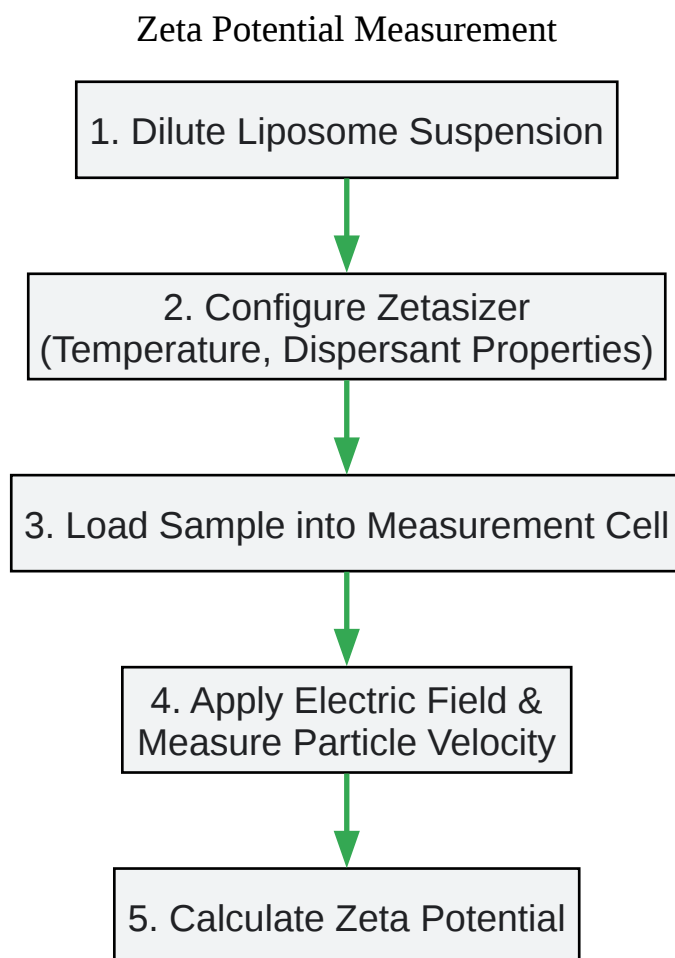 Zeta Potential Measurement
1. Dilute Liposome Suspension
2. Configure Zetasizer
(Temperature, Dispersant Properties)
3. Load Sample into Measurement Cell
4. Apply Electric Field &
Measure Particle Velocity
5. Calculate Zeta Potential